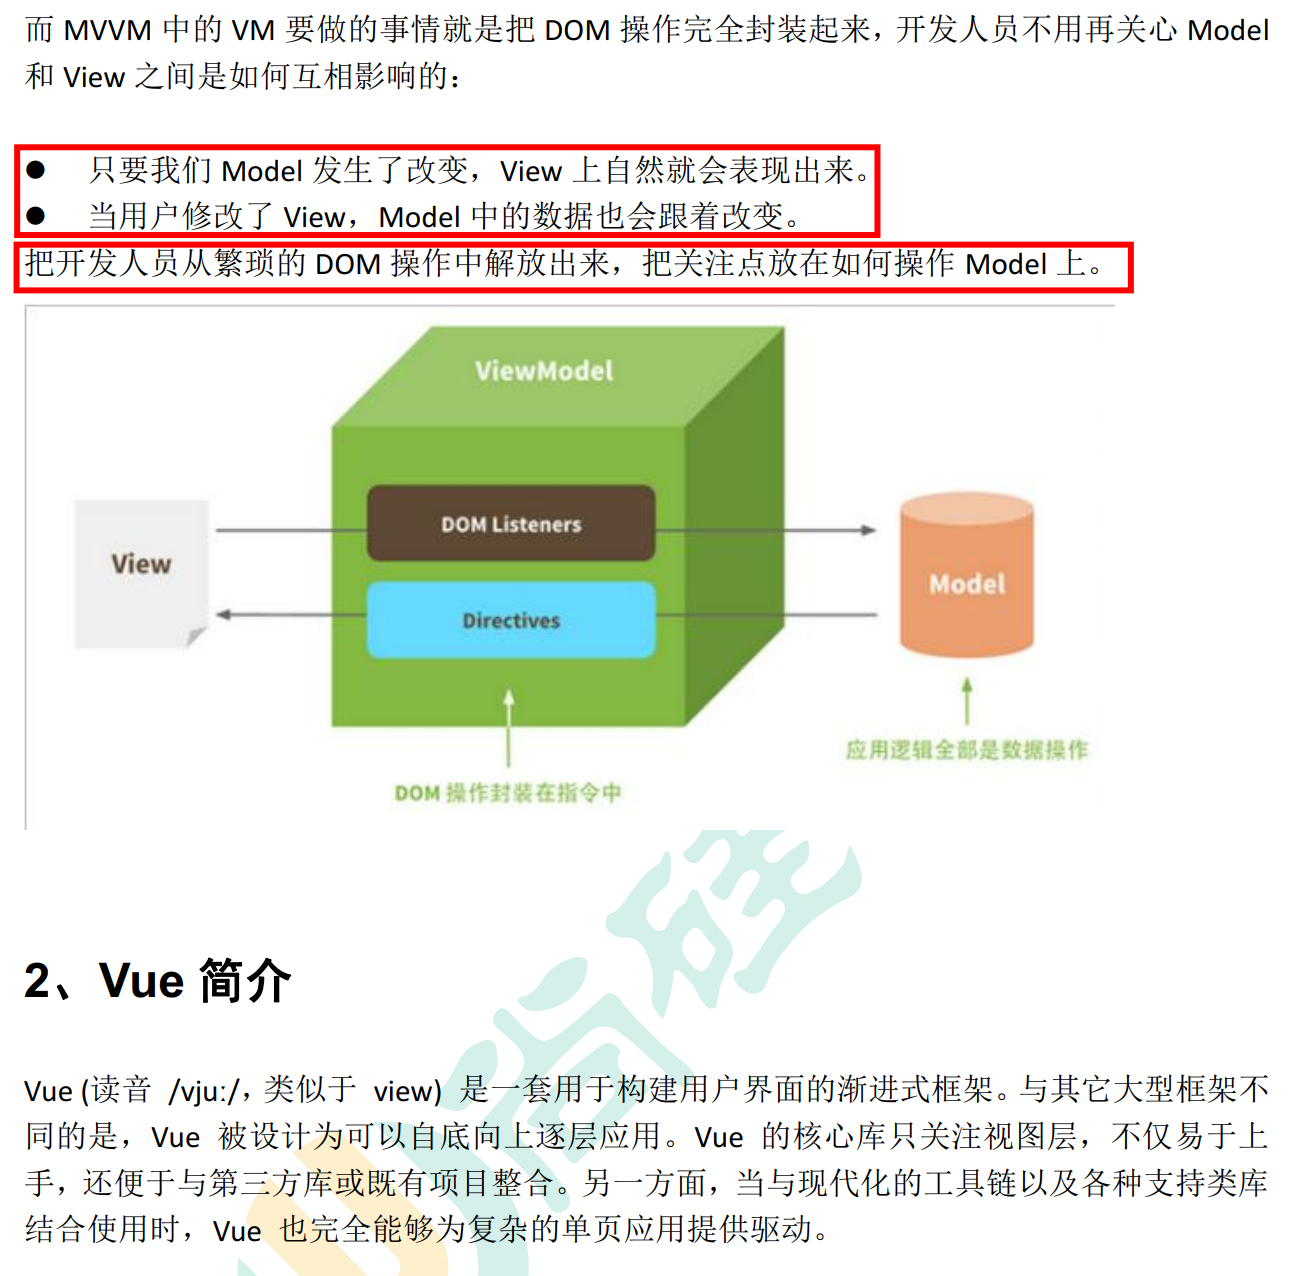 而 MVVM 中的 VM 要做的事情就是把 DOM 操作完全封装起来，开发人员不用再关心 Model
和 View 之间是如何互相影响的：
● 只要我们 Model 发生了改变，View 上自然就会表现出来。
● 当用户修改了 View，Model 中的数据也会跟着改变。
把开发人员从繁琐的 DOM 操作中解放出来，把关注点放在如何操作 Model 上。
ViewModel
DOM Listeners
View
Model
Directives
应用逻辑全部是数据操作
DOM 操作封装在指令中
2、Vue 简介
Vue (读音 /vjuː/，类似于 view) 是一套用于构建用户界面的渐进式框架。与其它大型框架不
同的是，Vue 被设计为可以自底向上逐层应用。Vue 的核心库只关注视图层，不仅易于上
手，还便于与第三方库或既有项目整合。另一方面，当与现代化的工具链以及各种支持类库
结合使用时，Vue 也完全能够为复杂的单页应用提供驱动。
尚硅